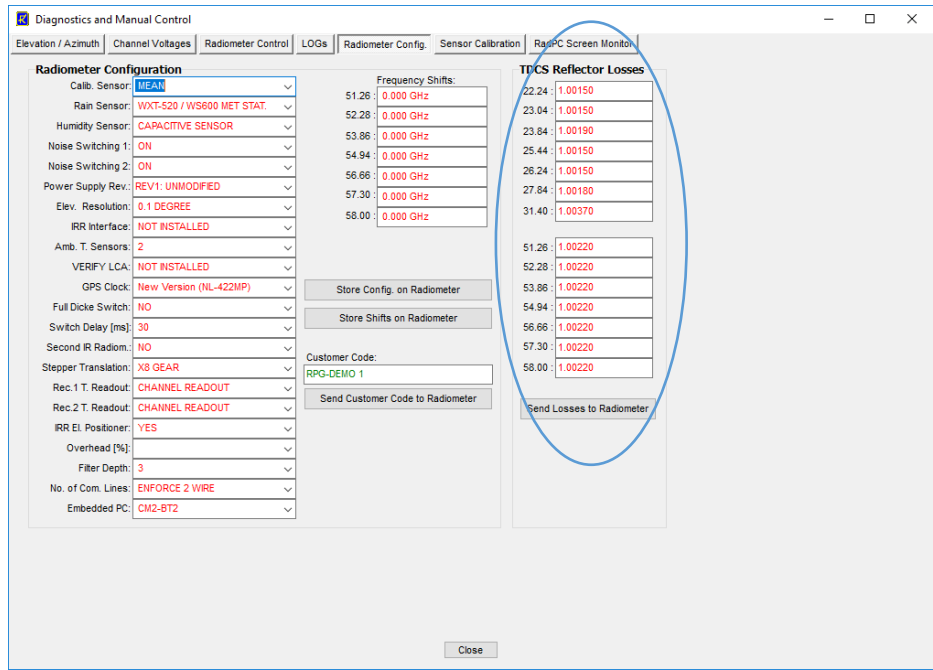 Diagnostics and Manual Control
Elevation / Azimuth Channel Voltages Radiometer Control LOGs Radiometer Config. Sensor Calibration RadPC Screen Monitor
Radiometer Configuration
Calib. Sensor: MEAN
Rain Sensor: WXT-520 / WS600 MET STAT.
Humidity Sensor: CAPACITIVE SENSOR
Noise Switching 1: ON
Noise Switching 2: ON
Power Supply Rev.: REV1: UNMODIFIED
Elev. Resolution: 0.1 DEGREE
IRR Interface: NOT INSTALLED
Amb. T. Sensors: 2
VERIFY LCA: NOT INSTALLED
GPS Clock: New Version (NL-422MP)
Full Dicke Switch: NO
Switch Delay [ms]: 30
Second IR Radiom.: NO
Stepper Translation: X8 GEAR
Rec.1 T. Readout: CHANNEL READOUT
Rec.2 T. Readout: CHANNEL READOUT
IRR El. Positioner: YES
Overhead [%]:
Filter Depth: 3
No. of Com. Lines: ENFORCE 2 WIRE
Embedded PC: CM2-BT2
Frequency Shifts:
51.26 : 0.000 GHz
52.28 : 0.000 GHz
53.86 : 0.000 GHz
54.94 : 0.000 GHz
56.66 : 0.000 GHz
57.30 : 0.000 GHz
58.00 : 0.000 GHz
Store Config. on Radiometer
Store Shifts on Radiometer
Customer Code:
RPG-DEMO 1
Send Customer Code to Radiometer
TDCS Reflector Losses
22.24 : 1.00150
23.04 : 1.00150
23.84 : 1.00190
25.44 : 1.00150
26.24 : 1.00150
27.84 : 1.00180
31.40 : 1.00370
51.26 : 1.00220
52.28 : 1.00220
53.86 : 1.00220
54.94 : 1.00220
56.66 : 1.00220
57.30 : 1.00220
58.00 : 1.00220
Send Losses to Radiometer
Close